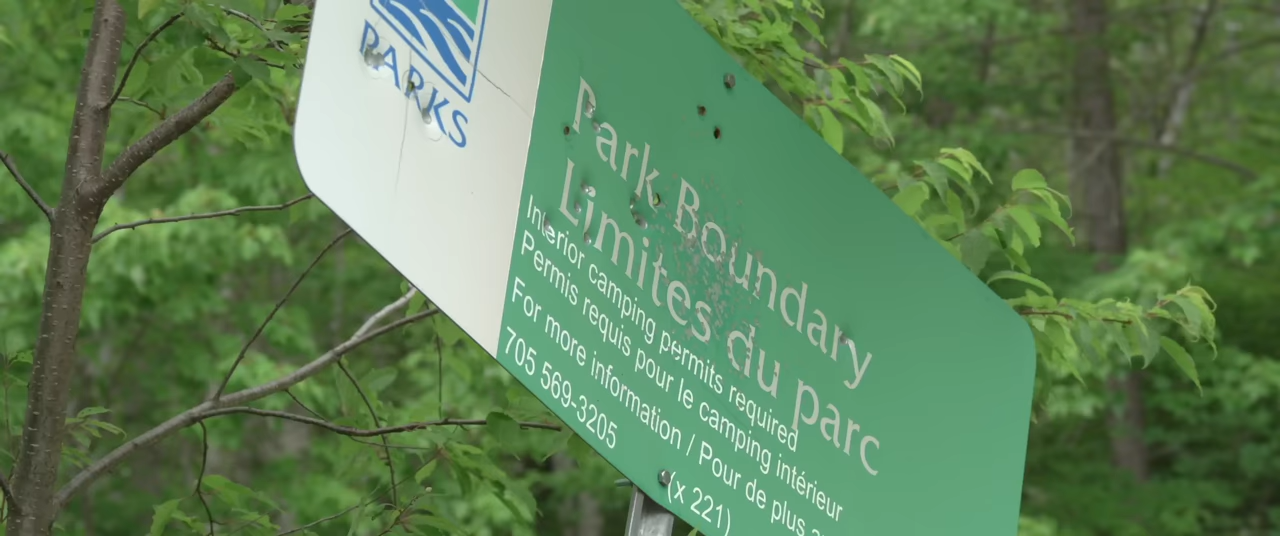 PARKS
Park Boundary
Limites du parc
Interior camping permits required
Permis requis pour le camping intérieur
For more information / Pour de plus
705 569-3205 (x 221)